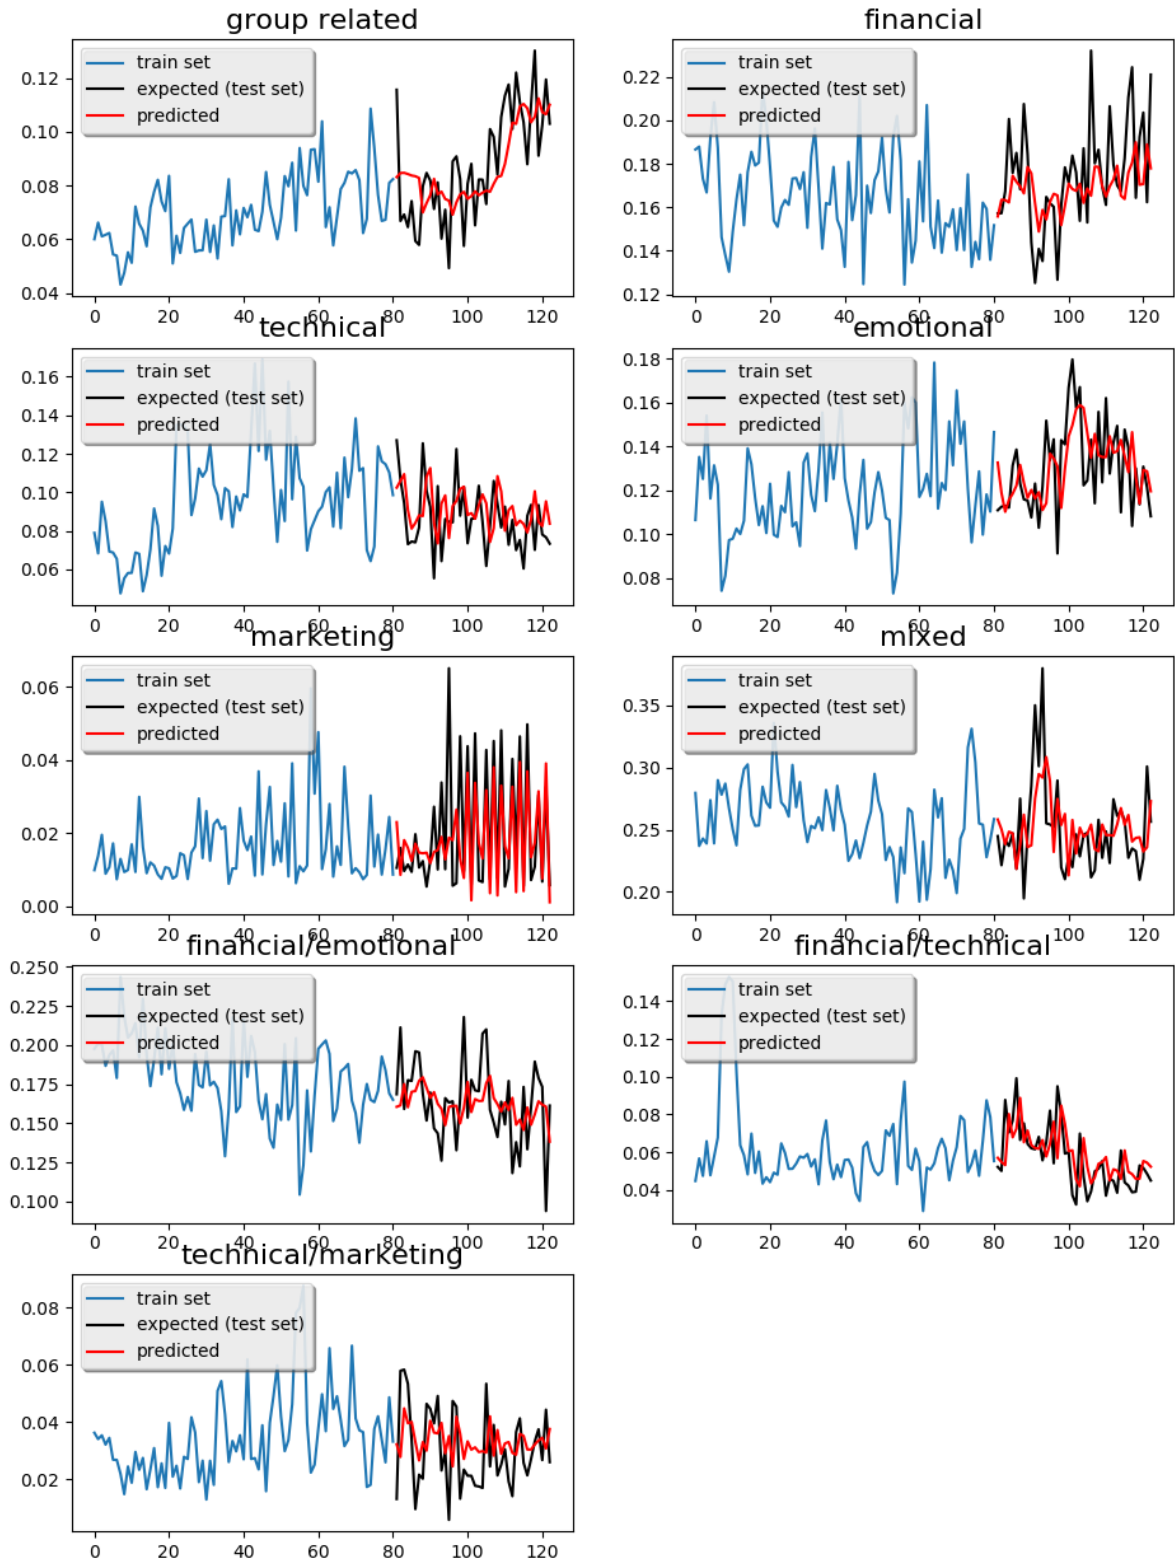 group related
train set
expected (test set)
predicted
0.12
0.10
0.08
0.06
0.04
0 20 40 60 80 100 120
financial
train set
expected (test set)
predicted
0.22
0.20
0.18
0.16
0.14
0.12
0 20 40 60 80 100 120
technical
train set
expected (test set)
predicted
0.16
0.14
0.12
0.10
0.08
0.06
0 20 40 60 80 100 120
emotional
train set
expected (test set)
predicted
0.18
0.16
0.14
0.12
0.10
0.08
0 20 40 60 80 100 120
marketing
train set
expected (test set)
predicted
0.06
0.04
0.02
0.00
0 20 40 60 80 100 120
mixed
train set
expected (test set)
predicted
0.35
0.30
0.25
0.20
0 20 40 60 80 100 120
financial/emotional
train set
expected (test set)
predicted
0.250
0.225
0.200
0.175
0.150
0.125
0.100
0 20 40 60 80 100 120
financial/technical
train set
expected (test set)
predicted
0.14
0.12
0.10
0.08
0.06
0.04
0 20 40 60 80 100 120
technical/marketing
train set
expected (test set)
predicted
0.08
0.06
0.04
0.02
0 20 40 60 80 100 120